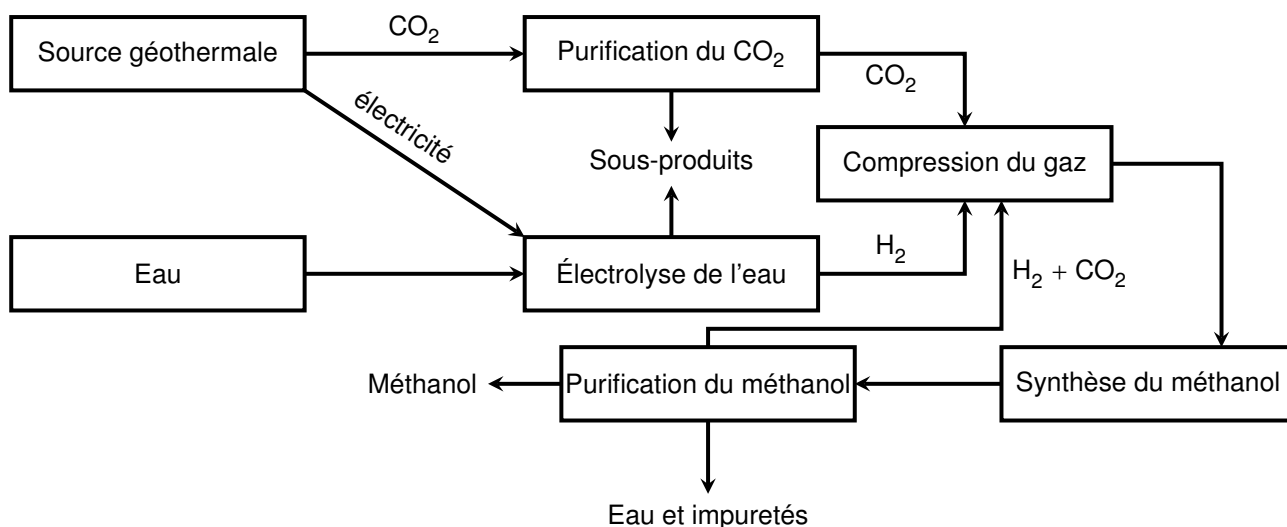 CO₂
Source géothermale
Purification du CO₂
CO₂
électricité
Sous-produits
Compression du gaz
Eau
Électrolyse de l’eau
H₂
H₂ + CO₂
Méthanol
Purification du méthanol
Synthèse du méthanol
Eau et impuretés